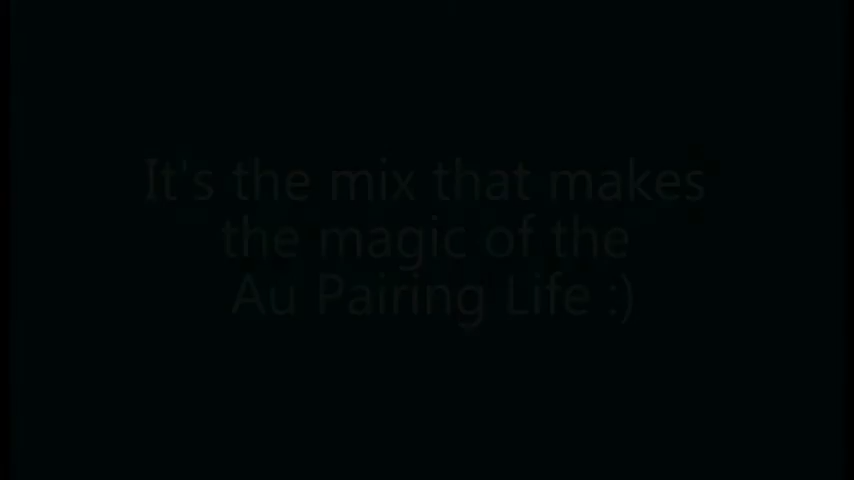 It's the mix that makes
the magic of the
Au Pairing Life :)